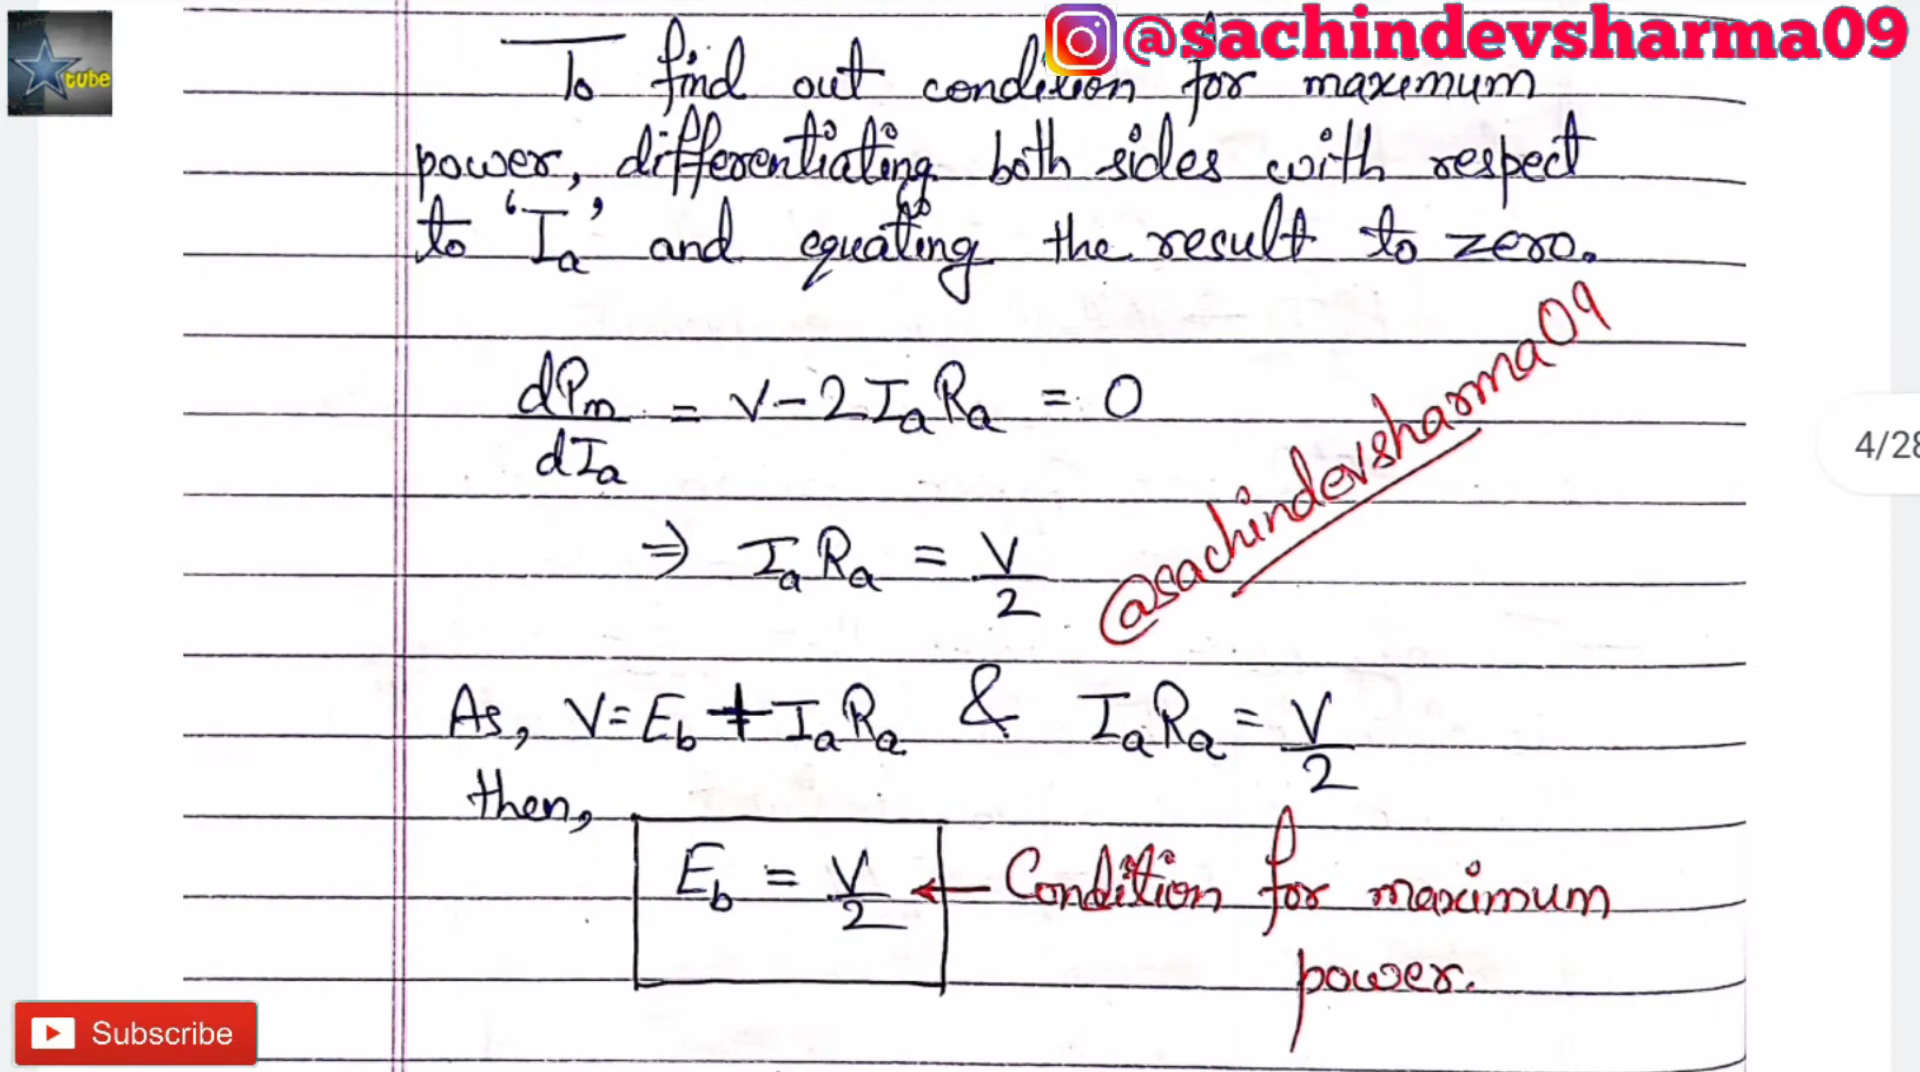 @sachindevsharma09
tube
To find out condition for maximum
power, differentiating both sides with respect
to 'Ia' and equating the result to zero.
dPm/dIa = V - 2IaRa = 0
4/28
⇒ IaRa = V/2
@sachindevsharma09
As, V = Eb + IaRa & IaRa = V/2
then,
Eb = V/2 ← Condition for maximum
power.
Subscribe